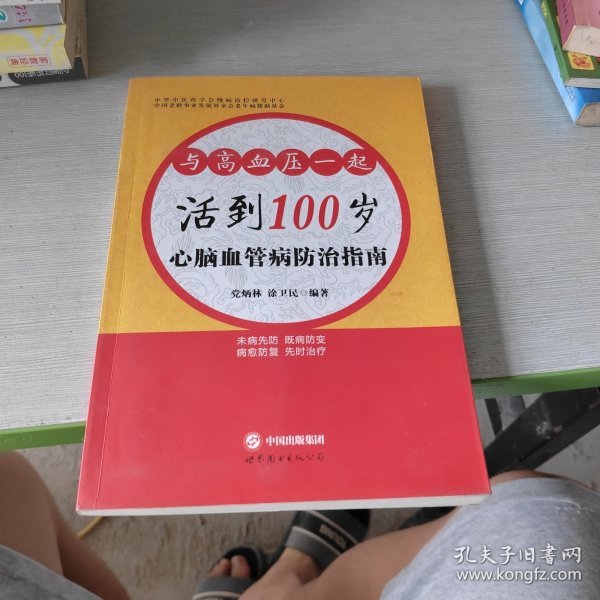 中华中医药学会慢病防控研究中心
中国老龄事业发展基金会老年病援助基金
与高血压一起
活到100岁
心脑血管病防治指南
党炳林 涂卫民◎编著
未病先防 既病防变
病愈防复 先时治疗
中国出版集团
世界图书出版公司
YOUNG
孔夫子旧书网
www.kongfz.com